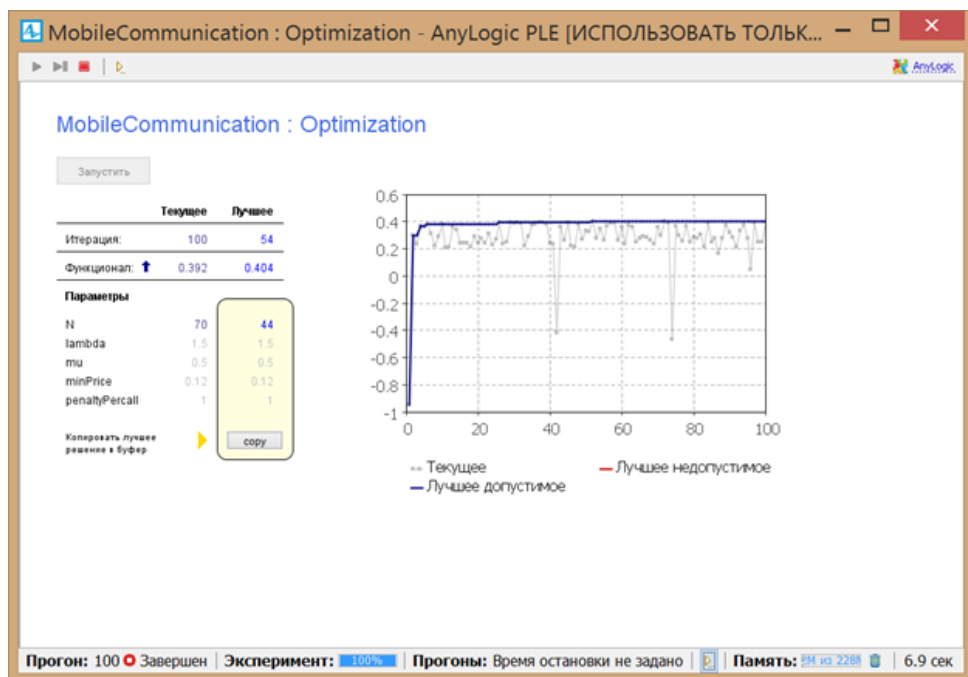 MobileCommunication : Optimization - AnyLogic PLE [ИСПОЛЬЗОВАТЬ ТОЛЬК...
AnyLogic
MobileCommunication : Optimization
Запустить
Текущее Лучшее
Итерация: 100 54
Функционал: 0.392 0.404
Параметры
N 70 44
lambda 1.5 1.5
mu 0.5 0.5
minPrice 0.12 0.12
penaltyPercall 1 1
Копировать лучшее
решение в буфер
copy
0.6
0.4
0.2
0
-0.2
-0.4
-0.6
-0.8
-1
0 20 40 60 80 100
Текущее
Лучшее недопустимое
Лучшее допустимое
Прогон: 100 Завершен Эксперимент: 100% Прогоны: Время остановки не задано Память: из 228M 6.9 сек